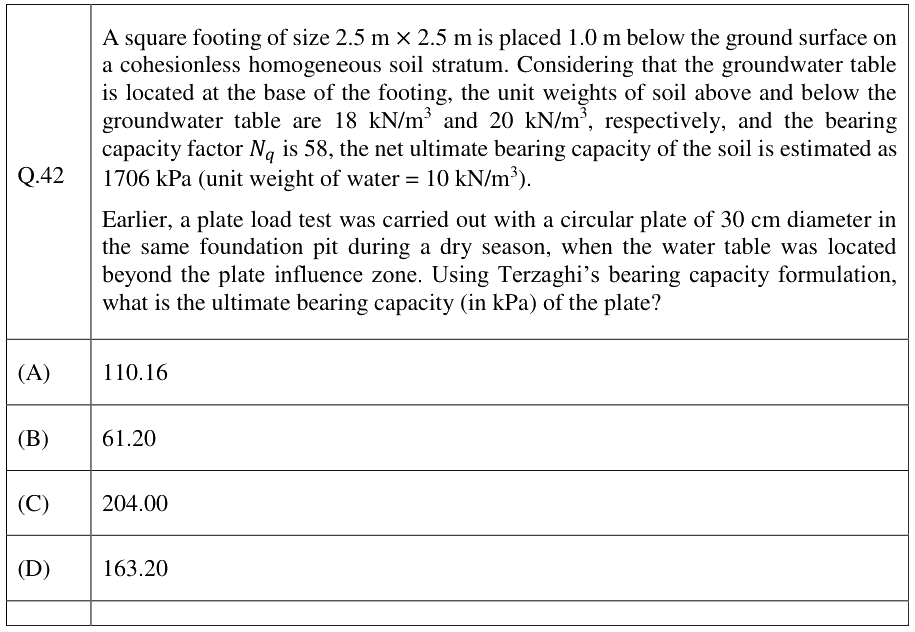 A square footing of size 2.5 m × 2.5 m is placed 1.0 m below the ground surface on
a cohesionless homogeneous soil stratum. Considering that the groundwater table
is located at the base of the footing, the unit weights of soil above and below the
groundwater table are 18 kN/m³ and 20 kN/m³, respectively, and the bearing
capacity factor N_q is 58, the net ultimate bearing capacity of the soil is estimated as
Q.42
1706 kPa (unit weight of water = 10 kN/m³).
Earlier, a plate load test was carried out with a circular plate of 30 cm diameter in
the same foundation pit during a dry season, when the water table was located
beyond the plate influence zone. Using Terzaghi’s bearing capacity formulation,
what is the ultimate bearing capacity (in kPa) of the plate?
(A) 110.16
(B) 61.20
(C) 204.00
(D) 163.20